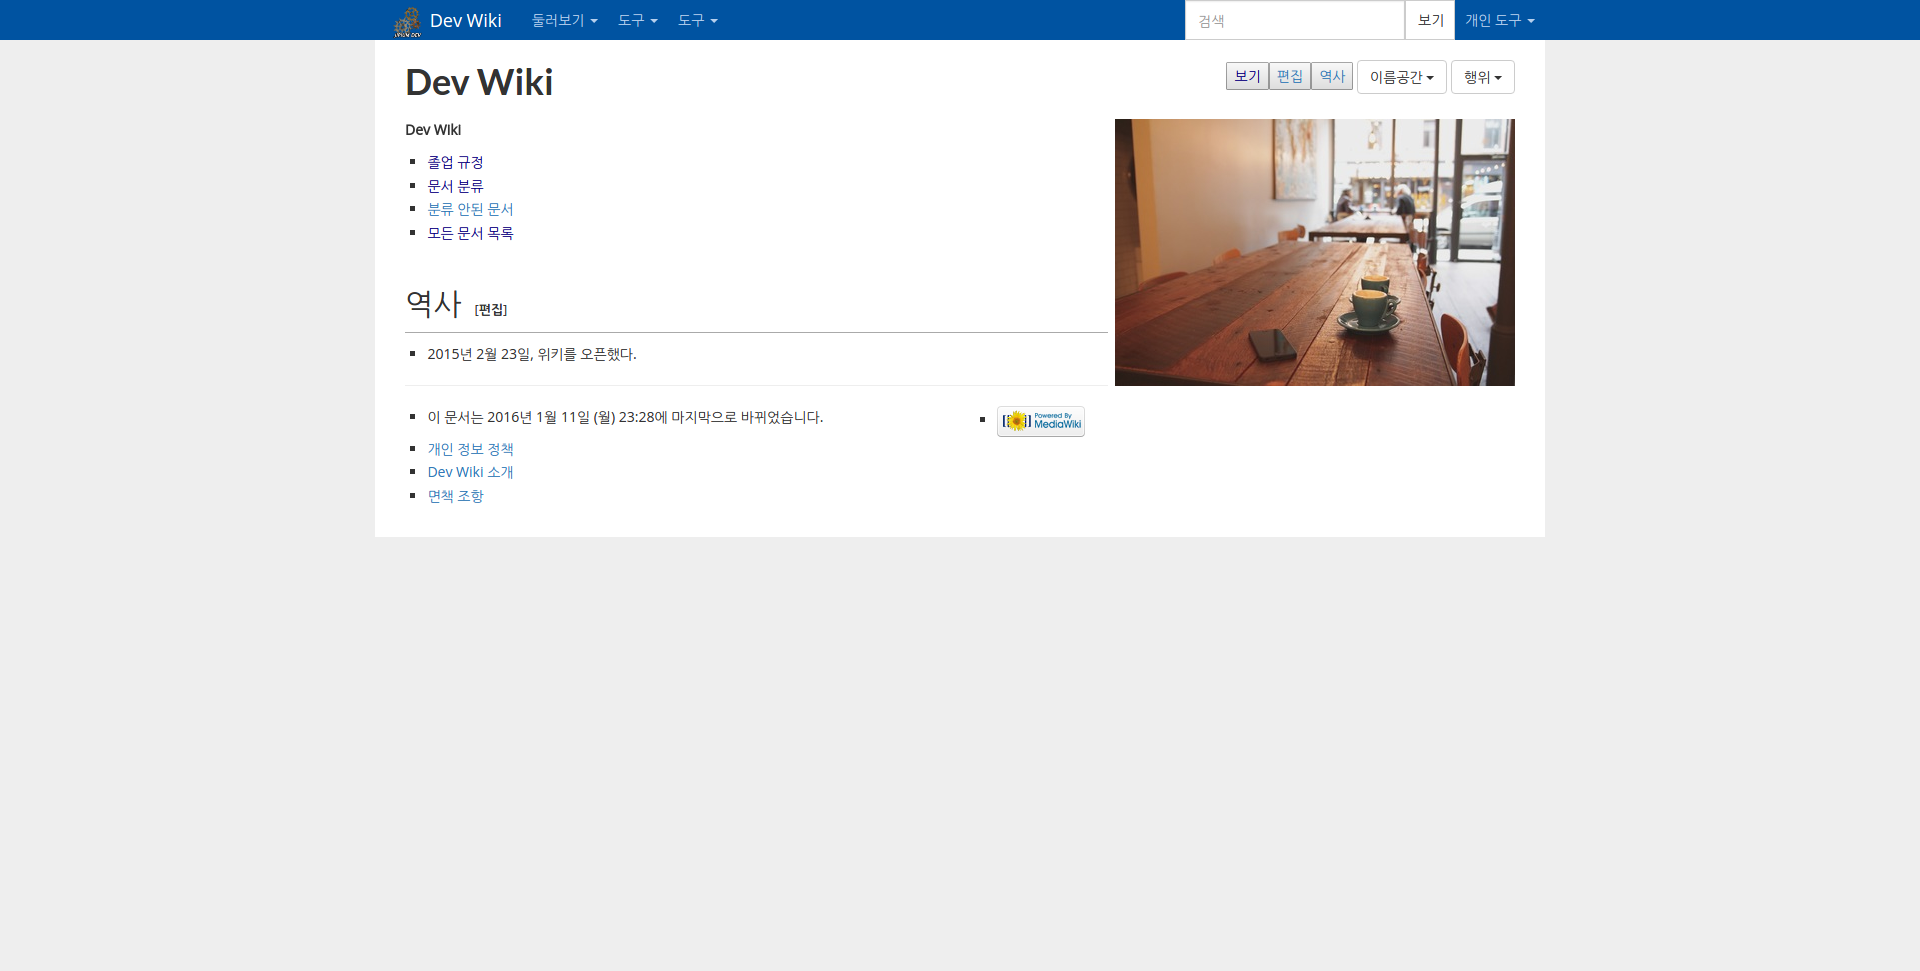 Dev Wiki 둘러보기 도구 도구 검색 보기 개인 도구
Dev Wiki
보기 편집 역사 이름공간 행위
Dev Wiki
졸업 규정
문서 분류
분류 안된 문서
모든 문서 목록
역사 [편집]
2015년 2월 23일, 위키를 오픈했다.
이 문서는 2016년 1월 11일 (월) 23:28에 마지막으로 바뀌었습니다.
Powered By
MediaWiki
개인 정보 정책
Dev Wiki 소개
면책 조항